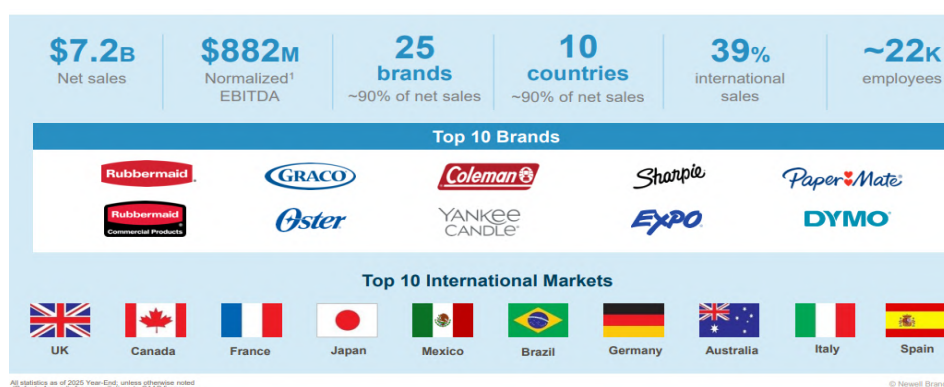 $7.2B
Net sales
$882M
Normalized¹
EBITDA
25
brands
~90% of net sales
10
countries
~90% of net sales
39%
international
sales
~22K
employees
Top 10 Brands
Rubbermaid
GRACO
Coleman
Sharpie
Paper Mate
Rubbermaid
Commercial Products
Oster
YANKEE
CANDLE
EXPO
DYMO
Top 10 International Markets
UK
Canada
France
Japan
Mexico
Brazil
Germany
Australia
Italy
Spain
All statistics as of 2025 Year-End, unless otherwise noted
© Newell Bran